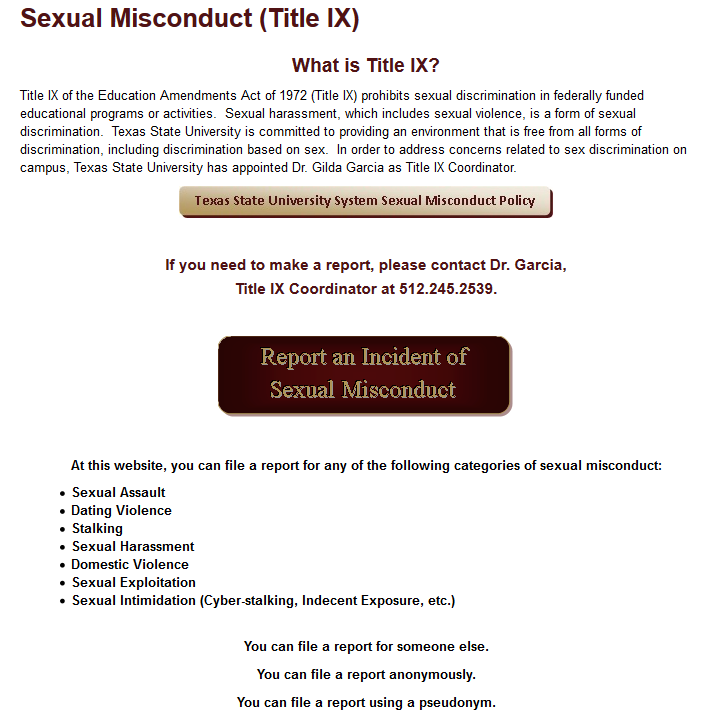 Sexual Misconduct (Title IX)
What is Title IX?
Title IX of the Education Amendments Act of 1972 (Title IX) prohibits sexual discrimination in federally funded
educational programs or activities.  Sexual harassment, which includes sexual violence, is a form of sexual
discrimination.  Texas State University is committed to providing an environment that is free from all forms of
discrimination, including discrimination based on sex.  In order to address concerns related to sex discrimination on
campus, Texas State University has appointed Dr. Gilda Garcia as Title IX Coordinator.
Texas State University System Sexual Misconduct Policy
If you need to make a report, please contact Dr. Garcia,
Title IX Coordinator at 512.245.2539.
Report an Incident of
Sexual Misconduct
At this website, you can file a report for any of the following categories of sexual misconduct:
• Sexual Assault
• Dating Violence
• Stalking
• Sexual Harassment
• Domestic Violence
• Sexual Exploitation
• Sexual Intimidation (Cyber-stalking, Indecent Exposure, etc.)
You can file a report for someone else.
You can file a report anonymously.
You can file a report using a pseudonym.